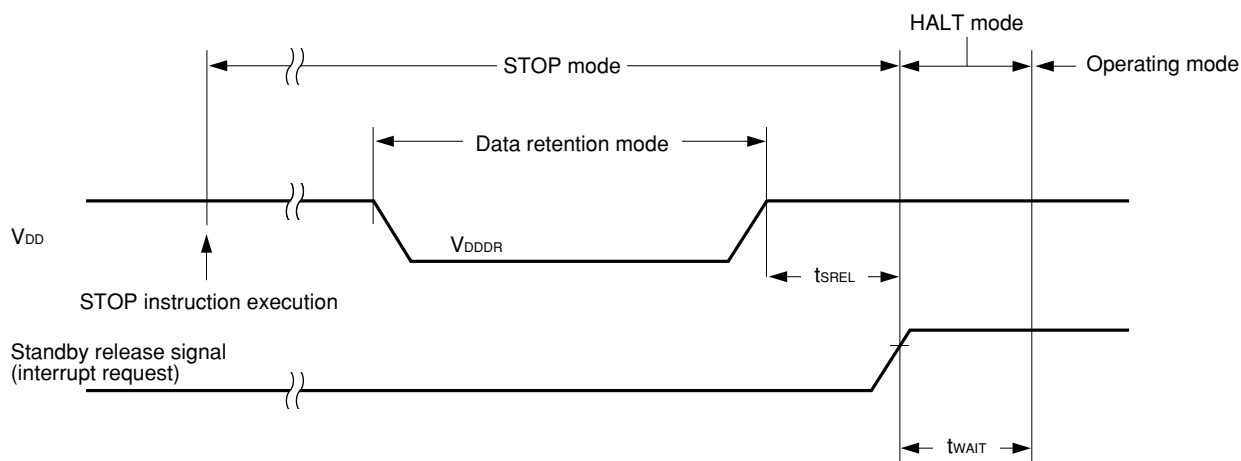 HALT mode
STOP mode
Operating mode
Data retention mode
VDD
VDDDR
tSREL
STOP instruction execution
Standby release signal
(interrupt request)
tWAIT